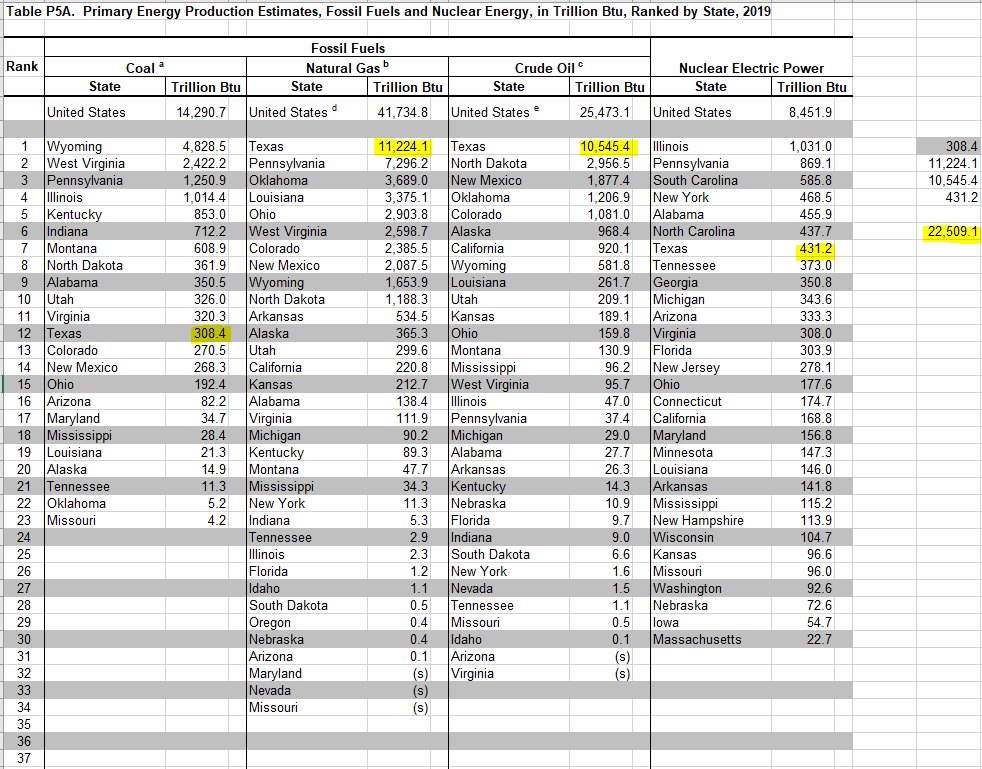 Table P5A.  Primary Energy Production Estimates, Fossil Fuels and Nuclear Energy, in Trillion Btu, Ranked by State, 2019
Fossil Fuels
Rank Coal a Natural Gas b Crude Oil c Nuclear Electric Power
State Trillion Btu State Trillion Btu State Trillion Btu State Trillion Btu
United States 14,290.7 United States d 41,734.8 United States e 25,473.1 United States 8,451.9
1 Wyoming 4,828.5 Texas 11,224.1 Texas 10,545.4 Illinois 1,031.0 308.4
2 West Virginia 2,422.2 Pennsylvania 7,296.2 North Dakota 2,956.5 Pennsylvania 869.1 11,224.1
3 Pennsylvania 1,250.9 Oklahoma 3,689.0 New Mexico 1,877.4 South Carolina 585.8 10,545.4
4 Illinois 1,014.4 Louisiana 3,375.1 Oklahoma 1,206.9 New York 468.5 431.2
5 Kentucky 853.0 Ohio 2,903.8 Colorado 1,081.0 Alabama 455.9
6 Indiana 712.2 West Virginia 2,598.7 Alaska 968.4 North Carolina 437.7 22,509.1
7 Montana 608.9 Colorado 2,385.5 California 920.1 Texas 431.2
8 North Dakota 361.9 New Mexico 2,087.5 Wyoming 581.8 Tennessee 373.0
9 Alabama 350.5 Wyoming 1,653.9 Louisiana 261.7 Georgia 350.8
10 Utah 326.0 North Dakota 1,188.3 Utah 209.1 Michigan 343.6
11 Virginia 320.3 Arkansas 534.5 Kansas 189.1 Arizona 333.3
12 Texas 308.4 Alaska 365.3 Ohio 159.8 Virginia 308.0
13 Colorado 270.5 Utah 299.6 Montana 130.9 Florida 303.9
14 New Mexico 268.3 California 220.8 Mississippi 96.2 New Jersey 278.1
15 Ohio 192.4 Kansas 212.7 West Virginia 95.7 Ohio 177.6
16 Arizona 82.2 Alabama 138.4 Illinois 47.0 Connecticut 174.7
17 Maryland 34.7 Virginia 111.9 Pennsylvania 37.4 California 168.8
18 Mississippi 28.4 Michigan 90.2 Michigan 29.0 Maryland 156.8
19 Louisiana 21.3 Kentucky 89.3 Alabama 27.7 Minnesota 147.3
20 Alaska 14.9 Montana 47.7 Arkansas 26.3 Louisiana 146.0
21 Tennessee 11.3 Mississippi 34.3 Kentucky 14.3 Arkansas 141.8
22 Oklahoma 5.2 New York 11.3 Nebraska 10.9 Mississippi 115.2
23 Missouri 4.2 Indiana 5.3 Florida 9.7 New Hampshire 113.9
24 Tennessee 2.9 Indiana 9.0 Wisconsin 104.7
25 Illinois 2.3 South Dakota 6.6 Kansas 96.6
26 Florida 1.2 New York 1.6 Missouri 96.0
27 Idaho 1.1 Nevada 1.5 Washington 92.6
28 South Dakota 0.5 Tennessee 1.1 Nebraska 72.6
29 Oregon 0.4 Missouri 0.5 Iowa 54.7
30 Nebraska 0.4 Idaho 0.1 Massachusetts 22.7
31 Arizona 0.1 Arizona (s)
32 Maryland (s) Virginia (s)
33 Nevada (s)
34 Missouri (s)
35
36
37